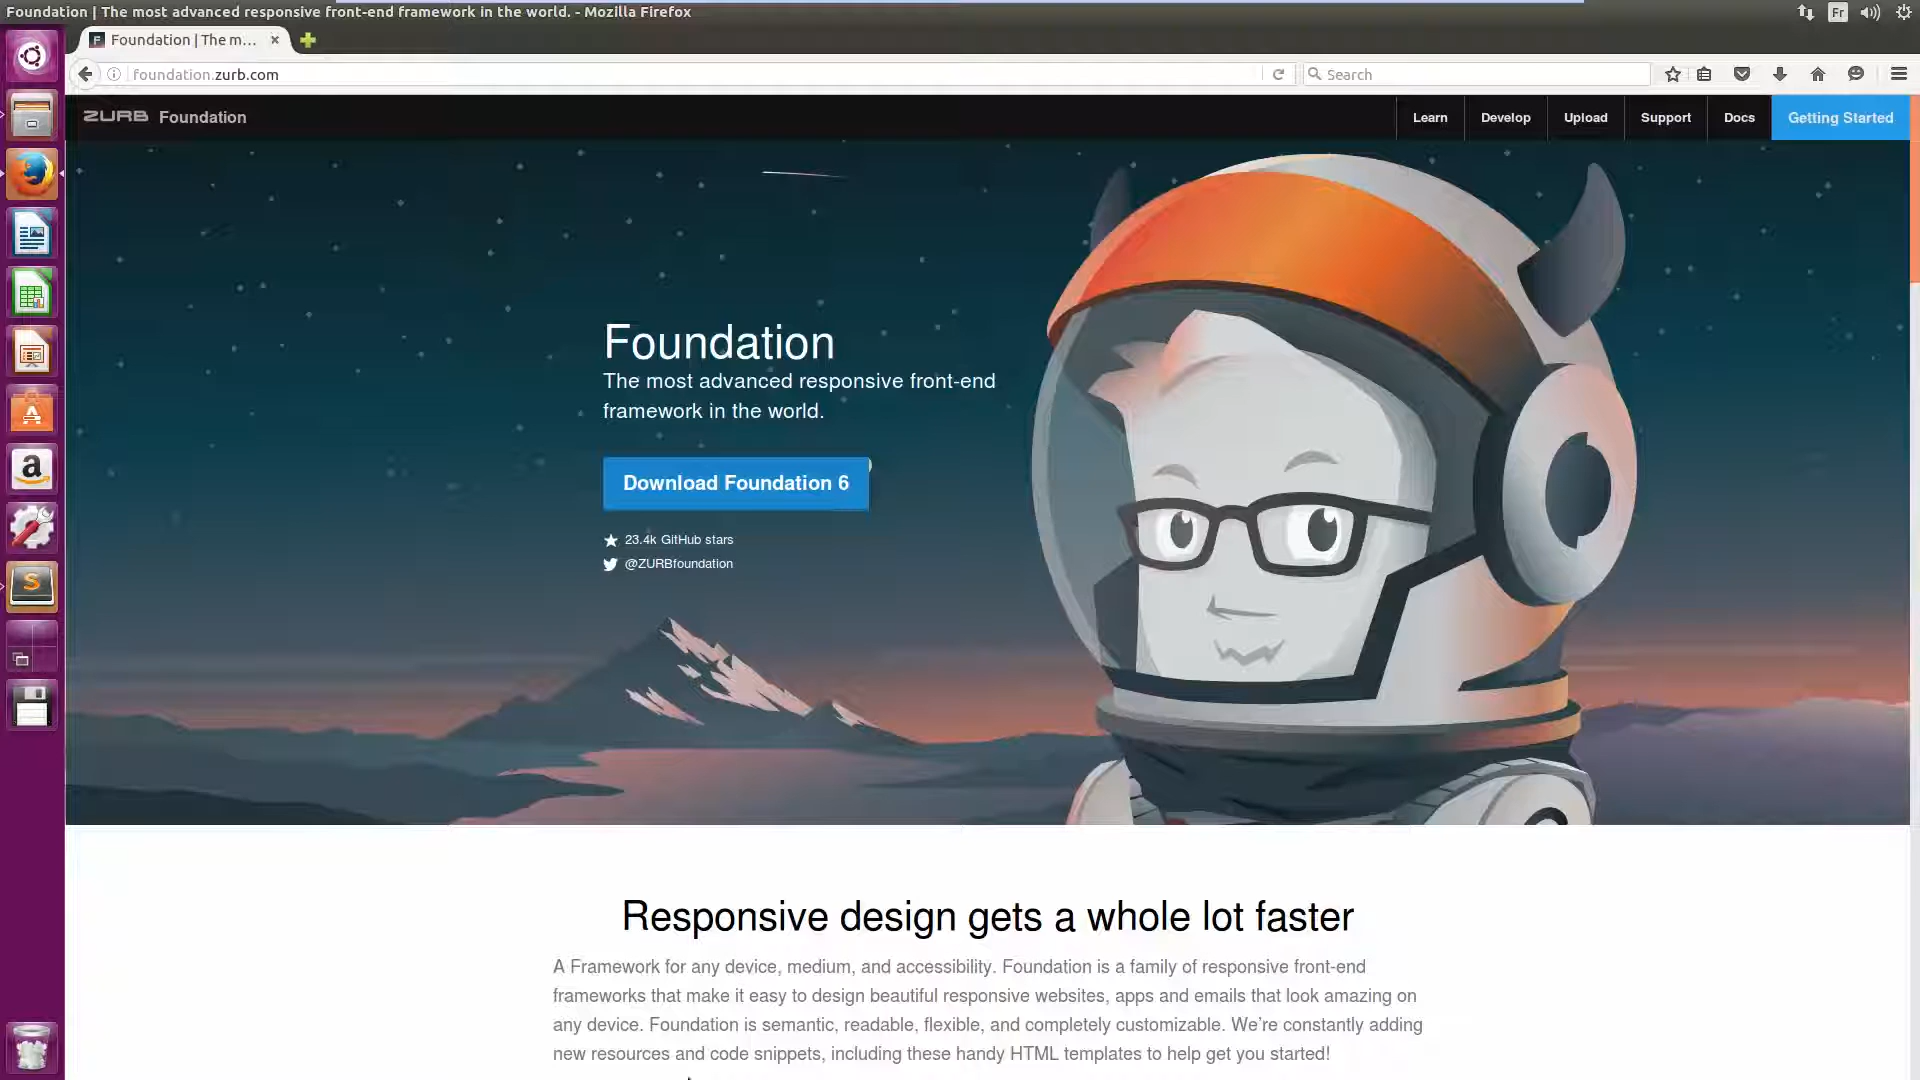 Foundation | The most advanced responsive front-end framework in the world. - Mozilla Firefox
Fr
Foundation | The m...
foundation.zurb.com
Search
ZURB Foundation
Learn
Develop
Upload
Support
Docs
Getting Started
Foundation
The most advanced responsive front-end
framework in the world.
Download Foundation 6
23.4k GitHub stars
@ZURBfoundation
Responsive design gets a whole lot faster
A Framework for any device, medium, and accessibility. Foundation is a family of responsive front-end
frameworks that make it easy to design beautiful responsive websites, apps and emails that look amazing on
any device. Foundation is semantic, readable, flexible, and completely customizable. We’re constantly adding
new resources and code snippets, including these handy HTML templates to help get you started!